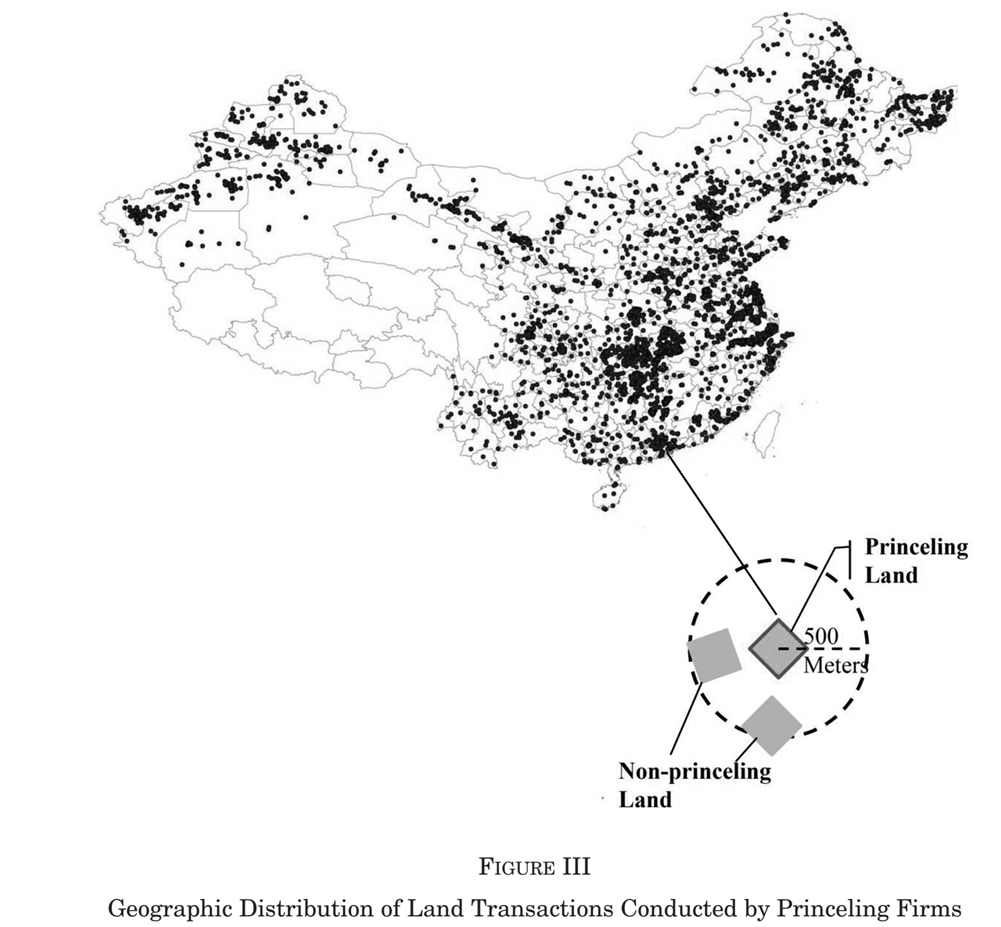 Princeling
Land
500
Meters
Non-princeling
Land
FIGURE III
Geographic Distribution of Land Transactions Conducted by Princeling Firms